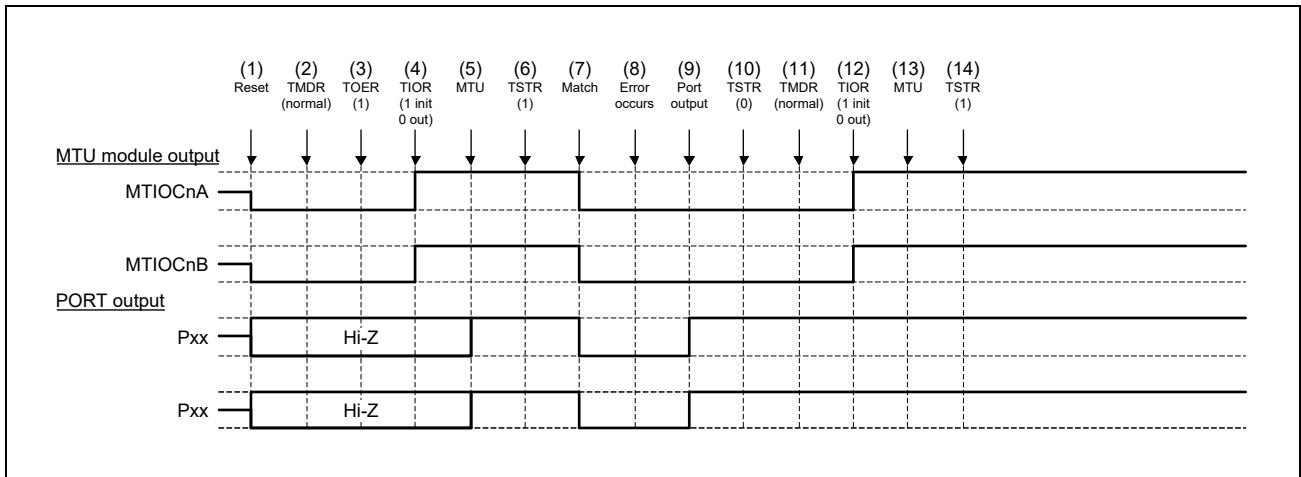 (1) (2) (3) (4) (5) (6) (7) (8) (9) (10) (11) (12) (13) (14)
Reset TMDR TOER TIOR MTU TSTR Match Error Port TSTR TMDR TIOR MTU TSTR
(normal) (1) (1 init (1) occurs output (0) (normal) (1 init (1)
0 out) 0 out)
MTU module output
MTIOCnA
MTIOCnB
PORT output
Pxx Hi-Z
Pxx Hi-Z